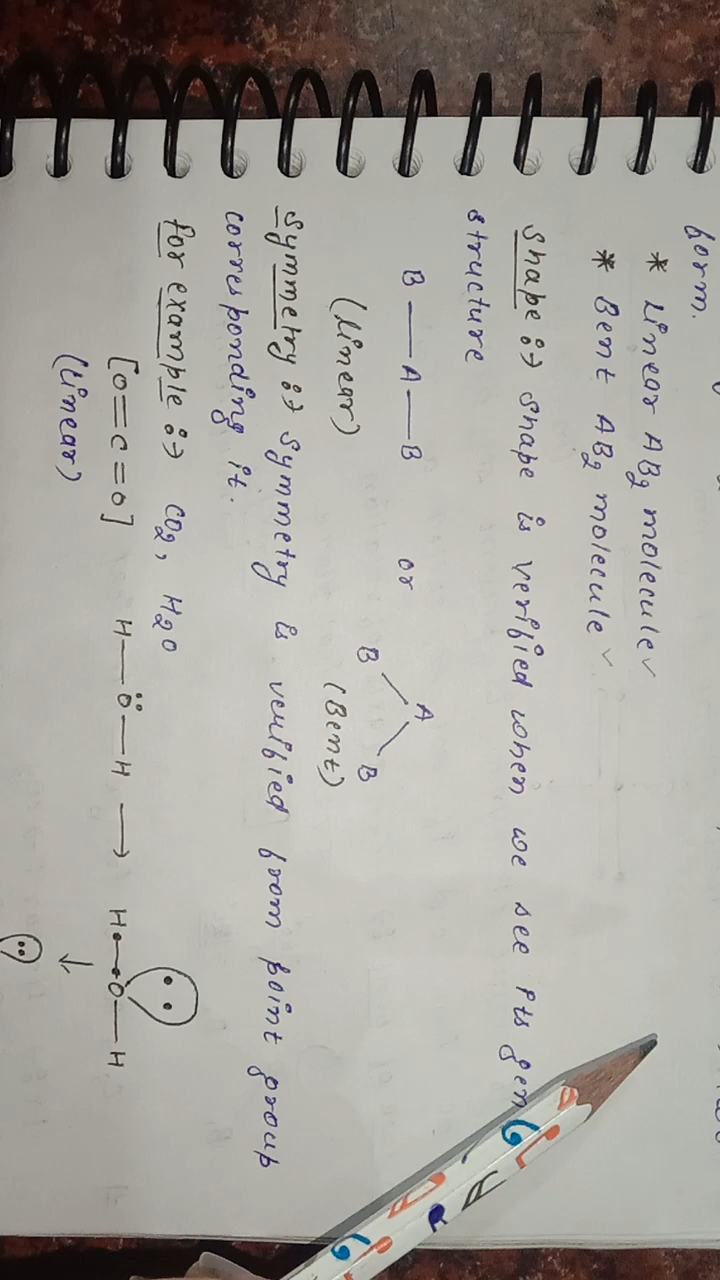 form.
* Linear AB2 molecule ✓
* Bent AB2 molecule ✓
Shape :→ Shape is verified when we see its gen
structure
B — A — B or B A B
(Linear) (Bent)
Symmetry :→ Symmetry is verified from point group
corresponding it.
For example :→ CO2, H2O
[O=C=O] H—Ö—H → H—O—H
(Linear) ↓